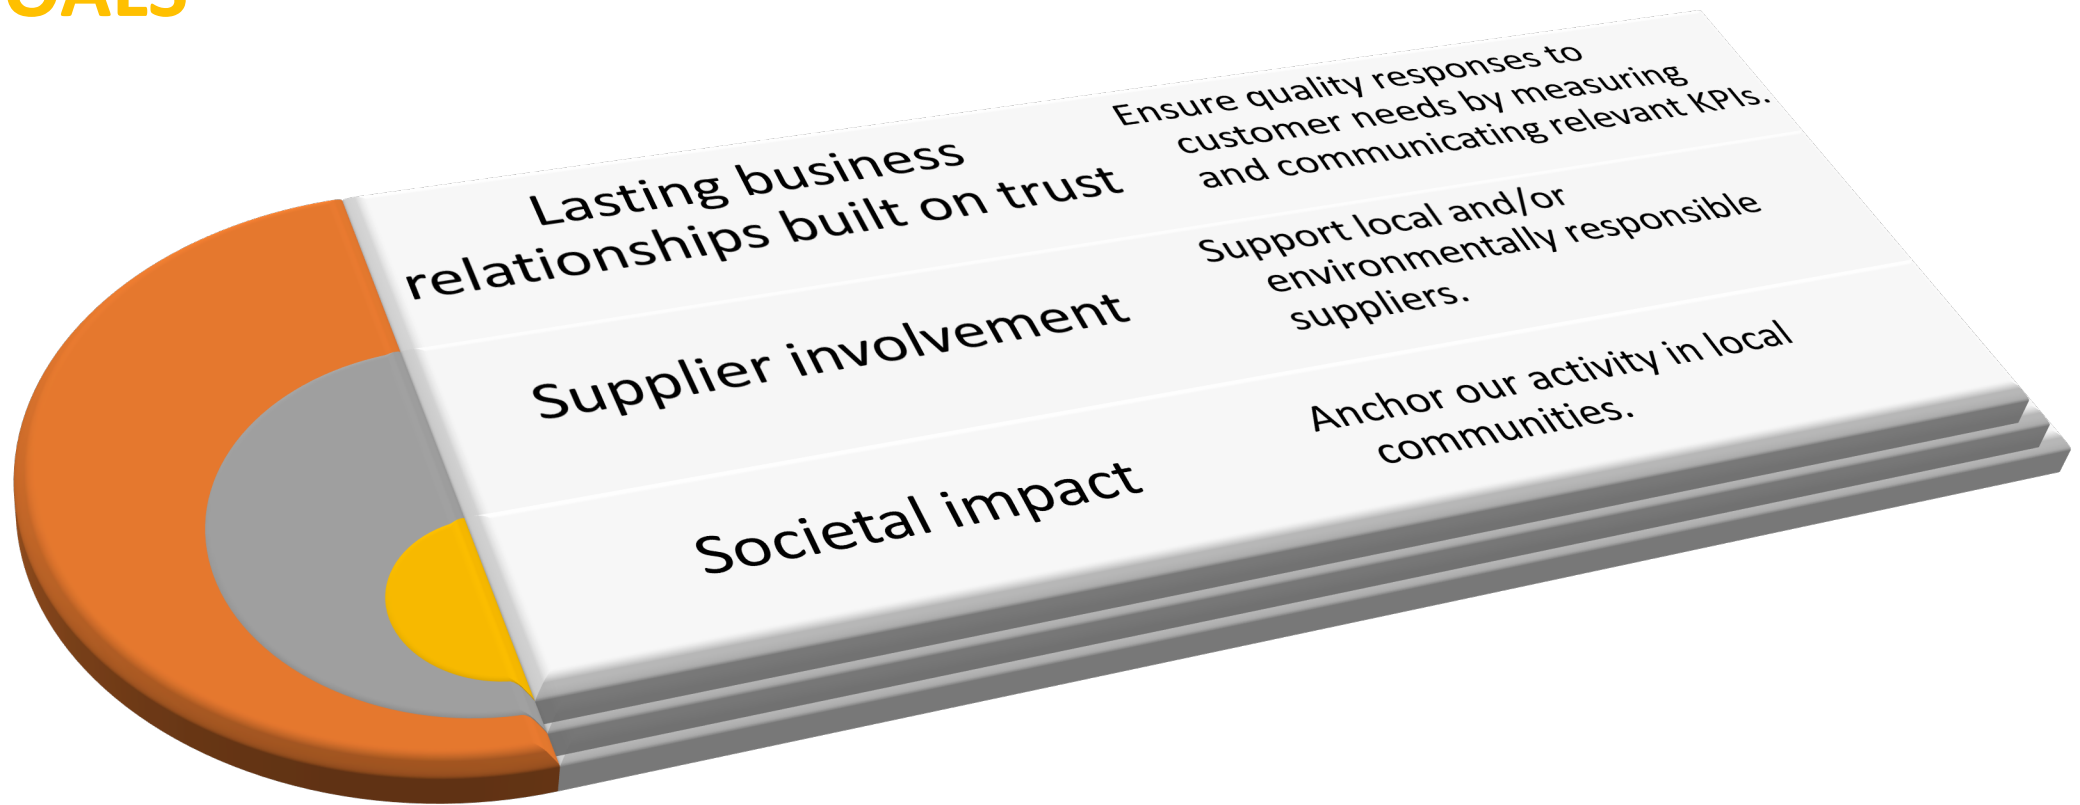 Lasting business
relationships built on trust
Ensure quality responses to
customer needs by measuring
and communicating relevant KPIs.
Supplier involvement
Support local and/or
environmentally responsible
suppliers.
Societal impact
Anchor our activity in local
communities.